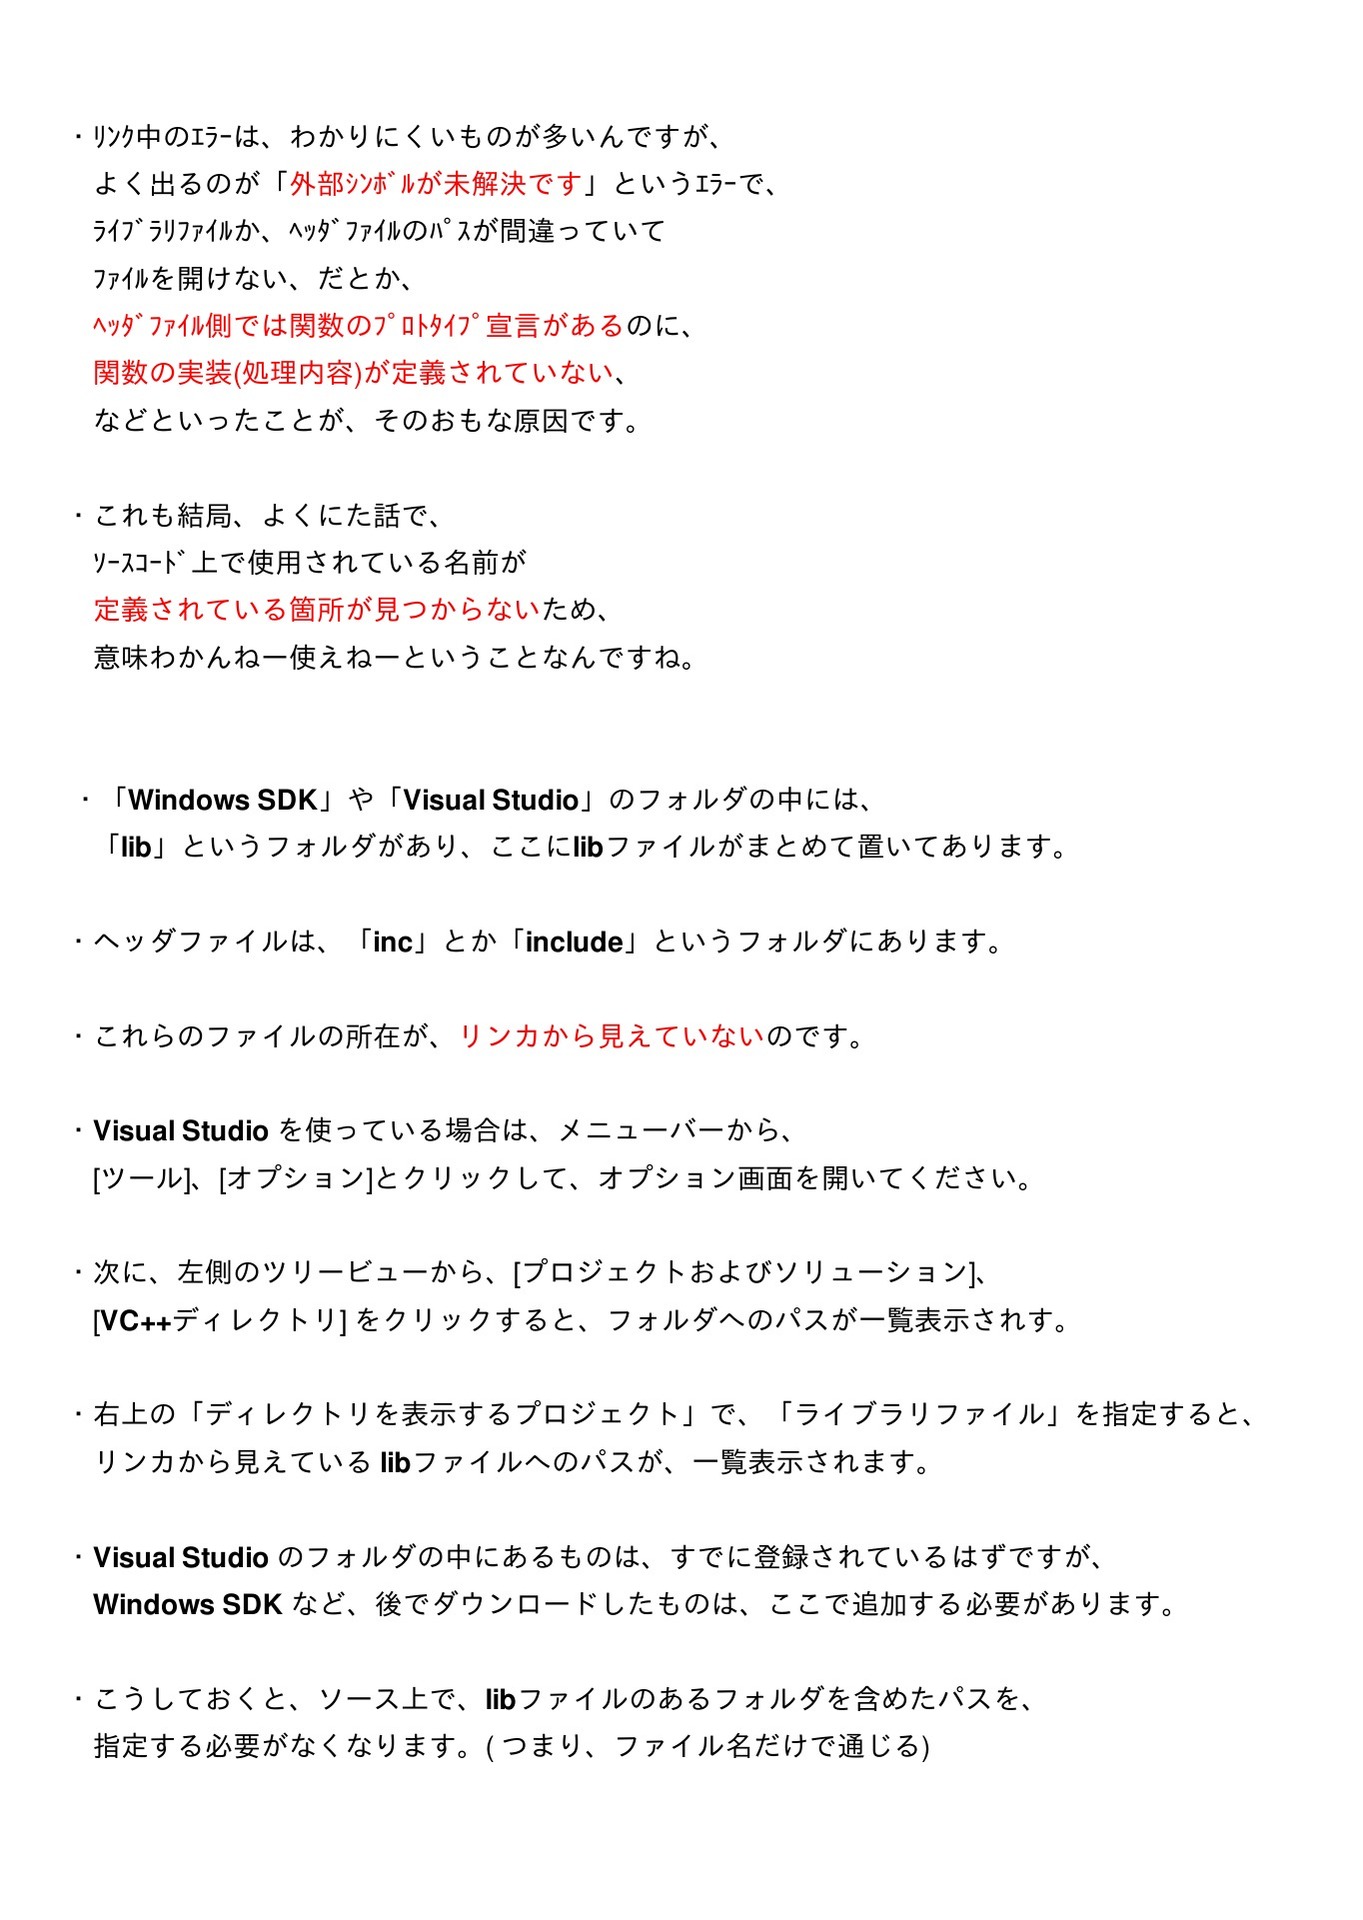 ・ﾘﾝｸ中のｴﾗｰは、わかりにくいものが多いんですが、
よく出るのが「外部ｼﾝﾎﾞﾙが未解決です」というｴﾗｰで、
ﾗｲﾌﾞﾗﾘﾌｧｲﾙか、ﾍｯﾀﾞﾌｧｲﾙのﾊﾟｽが間違っていて
ﾌｧｲﾙを開けない、だとか、
ﾍｯﾀﾞﾌｧｲﾙ側では関数のﾌﾟﾛﾄﾀｲﾌﾟ宣言があるのに、
関数の実装(処理内容)が定義されていない、
などといったことが、そのおもな原因です。
・これも結局、よくにた話で、
ｿｰｽｺｰﾄﾞ上で使用されている名前が
定義されている箇所が見つからないため、
意味わかんねー使えねーということなんですね。
・「Windows SDK」や「Visual Studio」のフォルダの中には、
「lib」というフォルダがあり、ここにlibファイルがまとめて置いてあります。
・ヘッダファイルは、「inc」とか「include」というフォルダにあります。
・これらのファイルの所在が、リンカから見えていないのです。
・Visual Studio を使っている場合は、メニューバーから、
[ツール]、[オプション]とクリックして、オプション画面を開いてください。
・次に、左側のツリービューから、[プロジェクトおよびソリューション]、
[VC++ディレクトリ] をクリックすると、フォルダへのパスが一覧表示されす。
・右上の「ディレクトリを表示するプロジェクト」で、「ライブラリファイル」を指定すると、
リンカから見えている libファイルへのパスが、一覧表示されます。
・Visual Studio のフォルダの中にあるものは、すでに登録されているはずですが、
Windows SDK など、後でダウンロードしたものは、ここで追加する必要があります。
・こうしておくと、ソース上で、libファイルのあるフォルダを含めたパスを、
指定する必要がなくなります。( つまり、ファイル名だけで通じる)